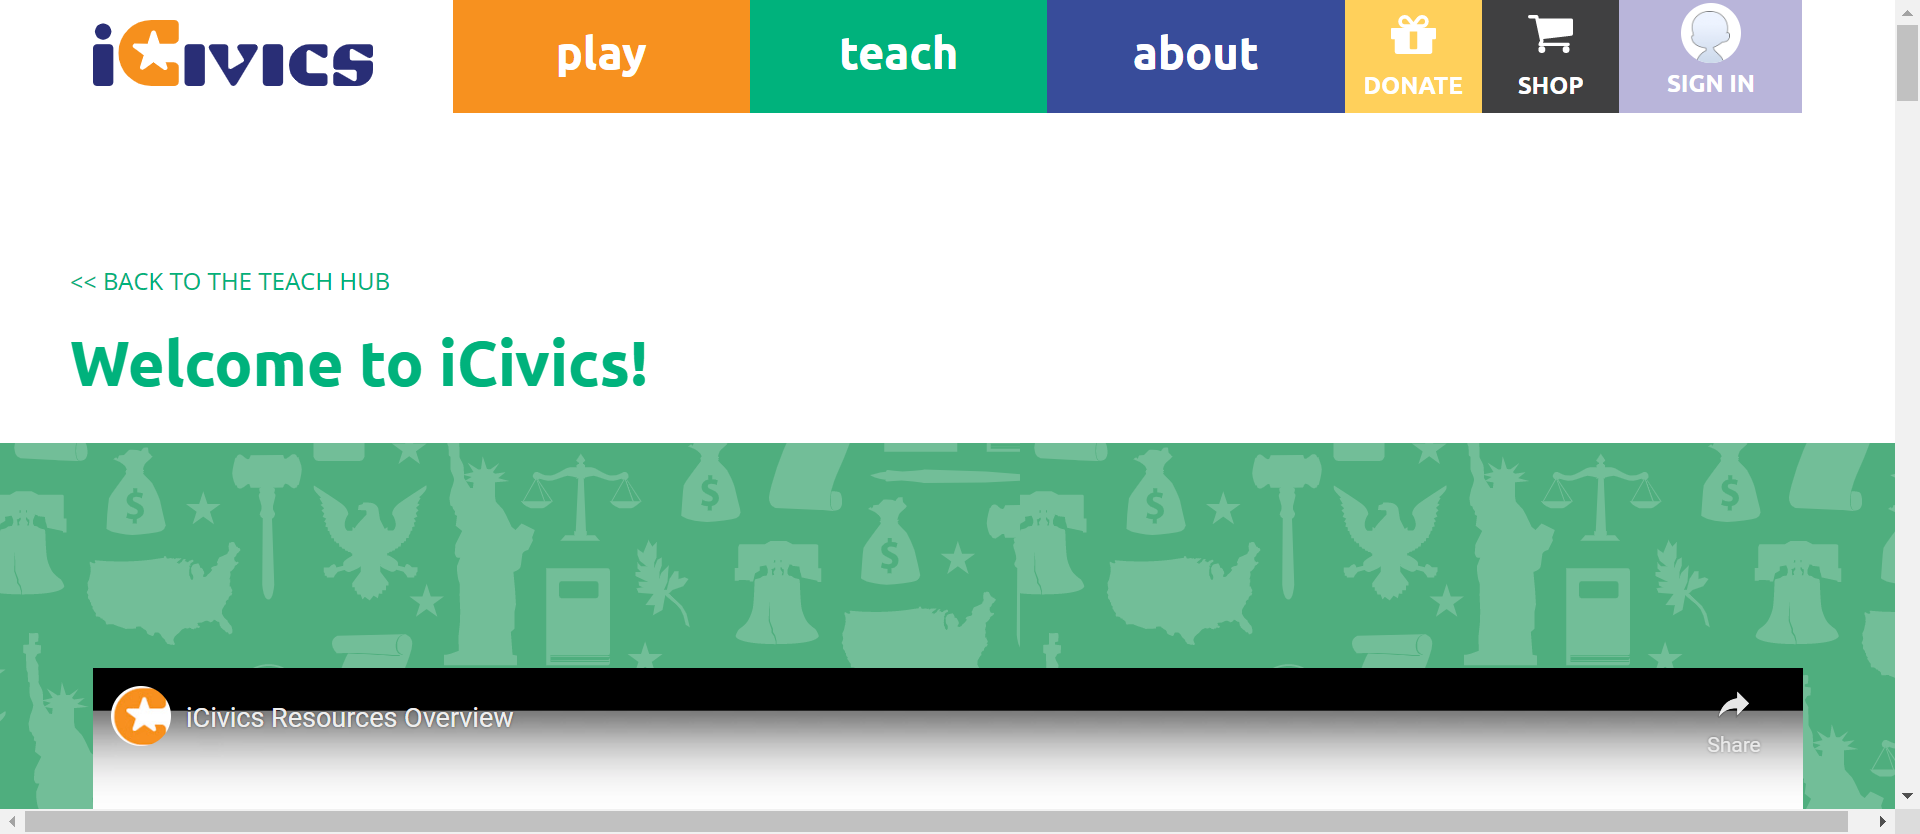 iCivics
play
teach
about
DONATE
SHOP
SIGN IN
<< BACK TO THE TEACH HUB
Welcome to iCivics!
iCivics Resources Overview
Share